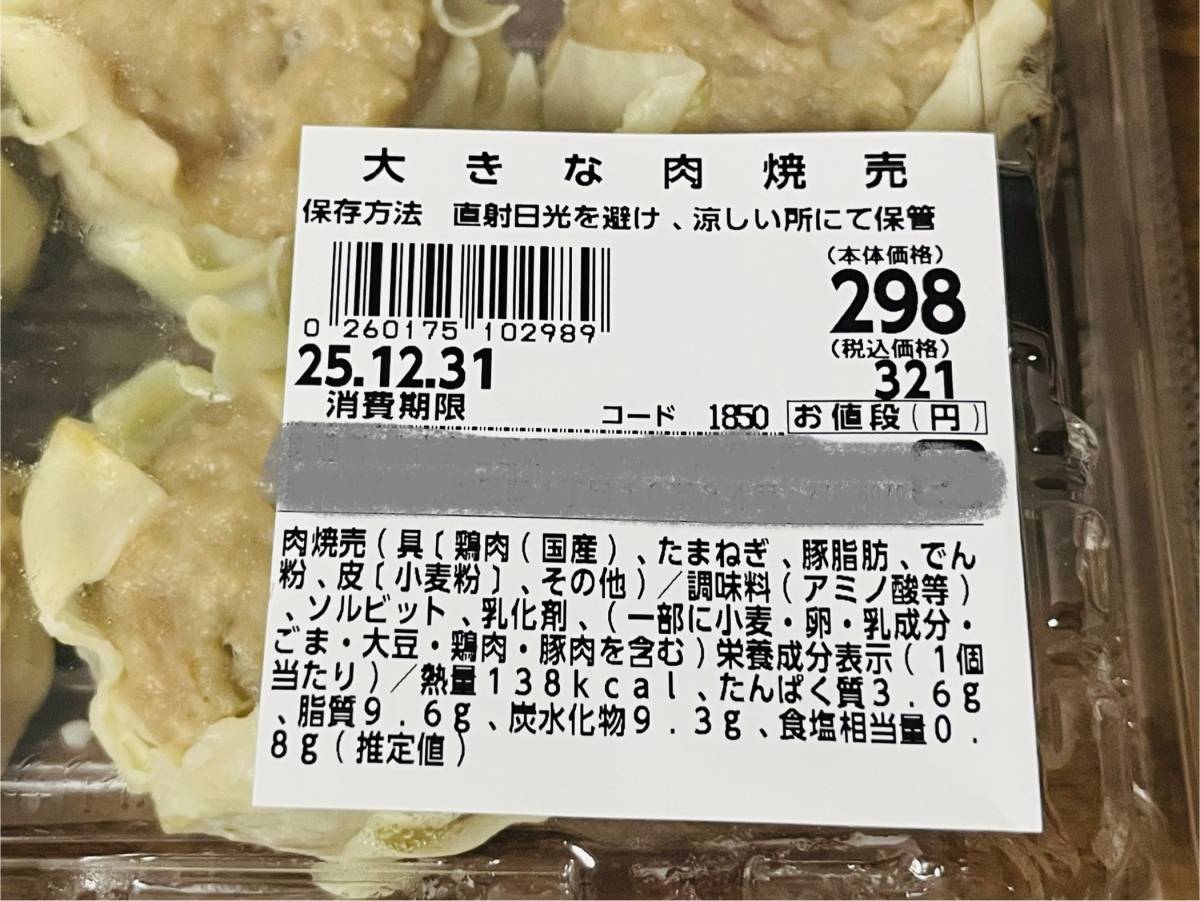 大きな肉焼売
保存方法 直射日光を避け、涼しい所にて保管
(本体価格)
298
0 260175 102989
(税込価格)
25.12.31
321
消費期限
コード 1850 お値段(円)
肉焼売(具〔鶏肉(国産)、たまねぎ、豚脂肪、でん
粉、皮〔小麦粉〕、その他)/調味料(アミノ酸等)
、ソルビット、乳化剤、(一部に小麦・卵・乳成分・
ごま・大豆・鶏肉・豚肉を含む)栄養成分表示(1個
当たり)/熱量138kcal、たんぱく質3.6g
、脂質9.6g、炭水化物9.3g、食塩相当量0.
8g(推定値)